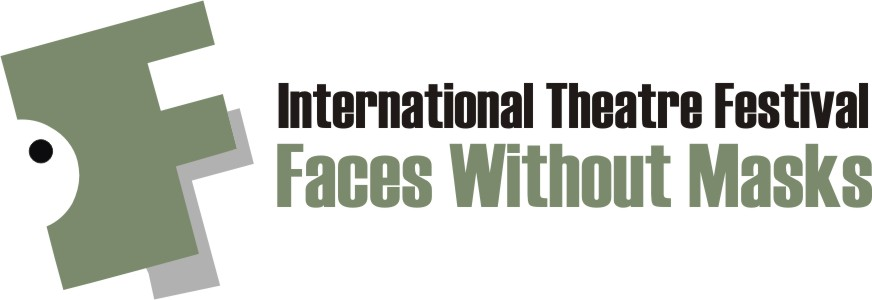 International Theatre Festival
Faces Without Masks